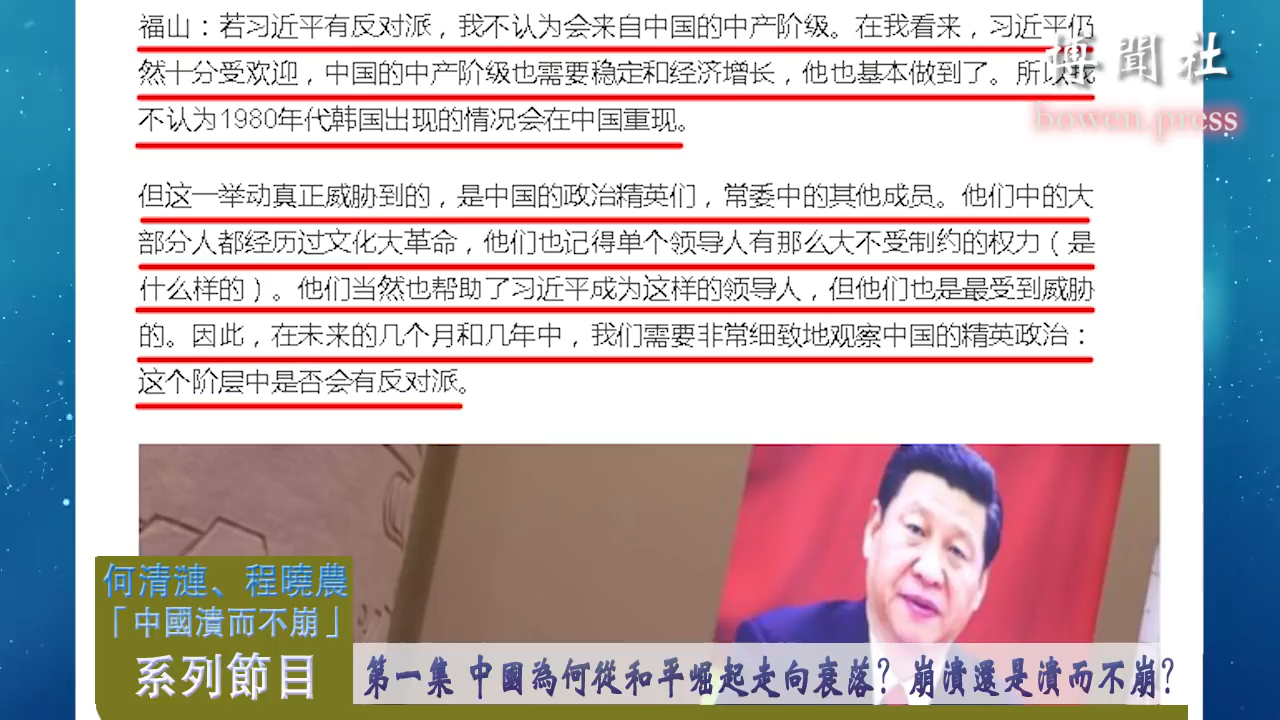 福山：若习近平有反对派，我不认为会来自中国的中产阶级。在我看来，习近平仍
然十分受欢迎，中国的中产阶级也需要稳定和经济增长，他也基本做到了。所以我
不认为1980年代韩国出现的情况会在中国重现。
博聞社
bowen.press
但这一举动真正威胁到的，是中国的政治精英们，常委中的其他成员。他们中的大
部分人都经历过文化大革命，他们也记得单个领导人有那么大不受制约的权力（是
什么样的）。他们当然也帮助了习近平成为这样的领导人，但他们也是最受到威胁
的。因此，在未来的几个月和几年中，我们需要非常细致地观察中国的精英政治：
这个阶层中是否会有反对派。
何清漣、程曉農
「中國潰而不崩」
系列節目
第一集 中國為何從和平崛起走向衰落？崩潰還是潰而不崩？